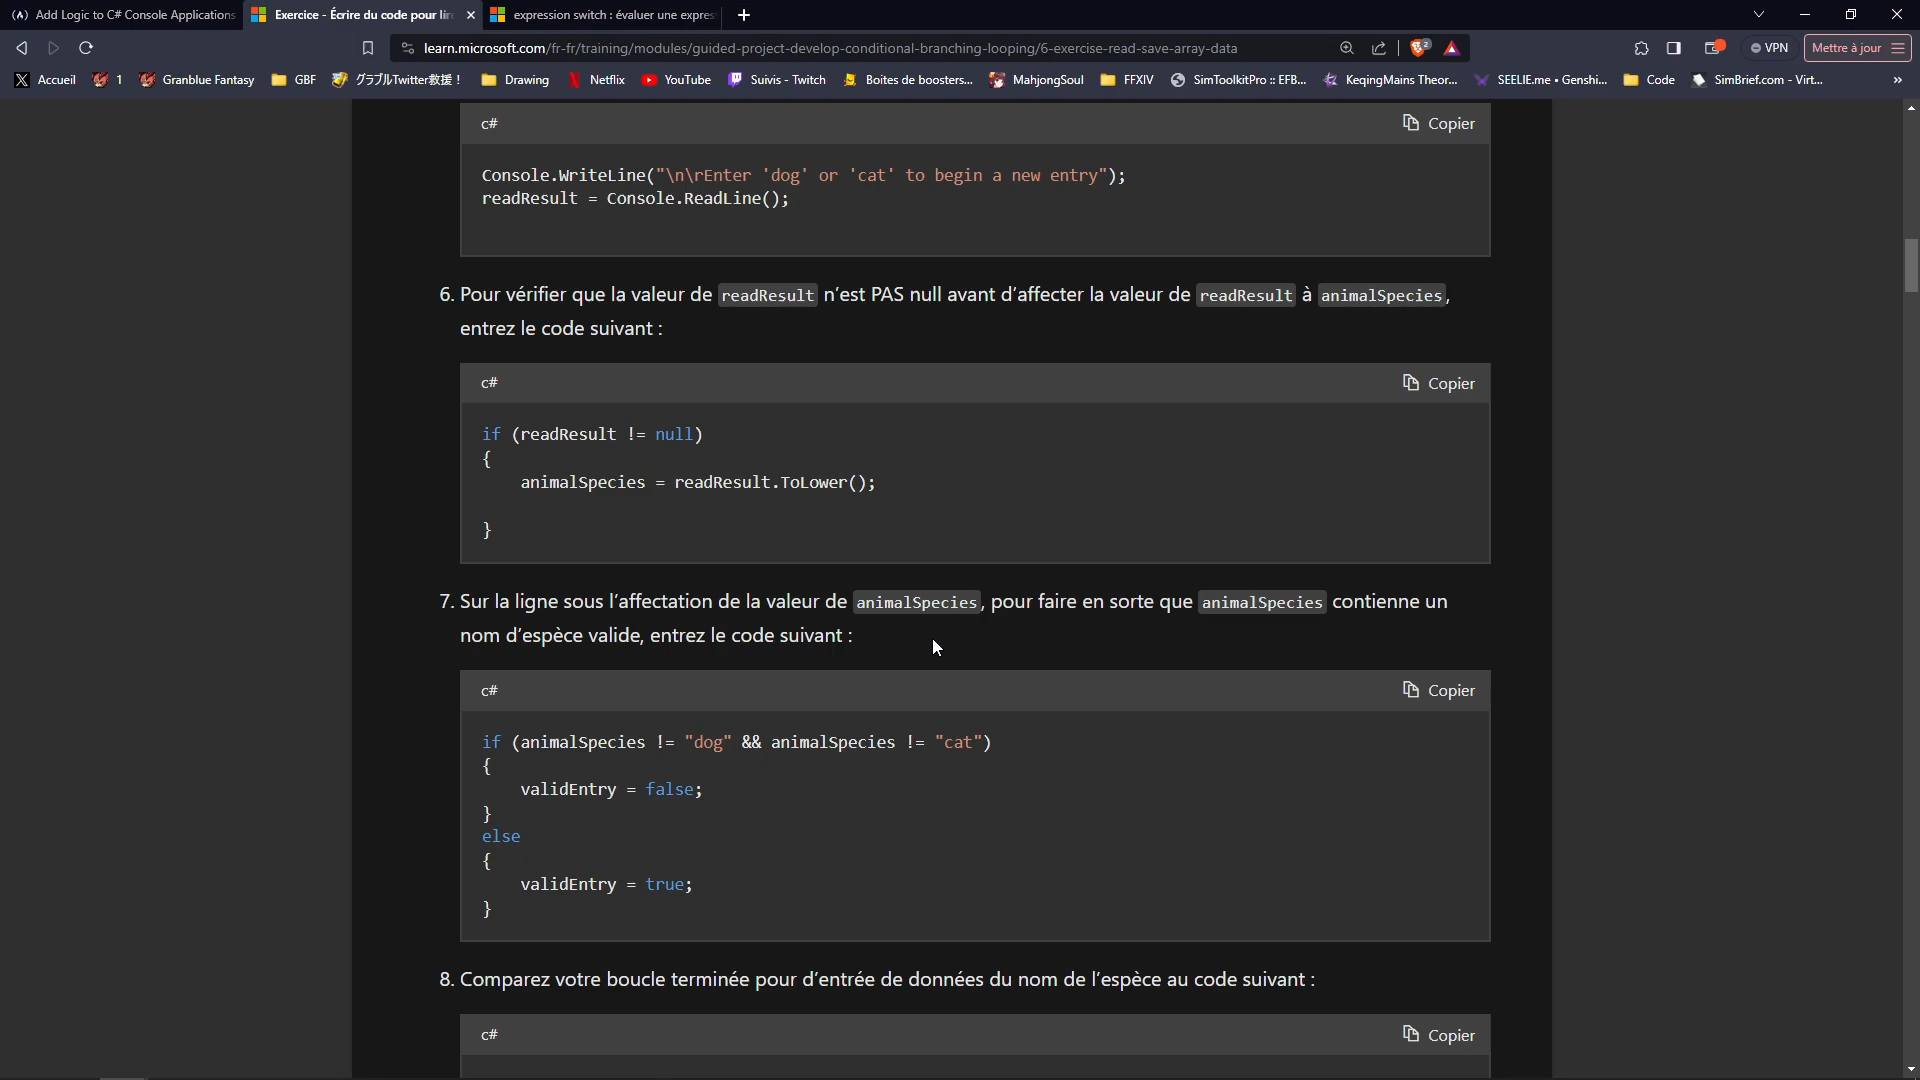 Add Logic to C# Console Applications
Exercice - Écrire du code pour lir
expression switch : évaluer une expres
learn.microsoft.com/fr-fr/training/modules/guided-project-develop-conditional-branching-looping/6-exercise-read-save-array-data
2
VPN
Mettre à jour
Accueil
1
Granblue Fantasy
GBF
グラブルTwitter救援！
Drawing
Netflix
YouTube
Suivis - Twitch
Boites de boosters...
MahjongSoul
FFXIV
SimToolkitPro :: EFB...
KeqingMains Theor...
SEELIE.me • Genshi...
Code
SimBrief.com - Virt...
»
c#
Copier
Console.WriteLine("\n\rEnter 'dog' or 'cat' to begin a new entry");
readResult = Console.ReadLine();
6. Pour vérifier que la valeur de readResult n’est PAS null avant d’affecter la valeur de readResult à animalSpecies,
entrez le code suivant :
c#
Copier
if (readResult != null)
{
animalSpecies = readResult.ToLower();
}
7. Sur la ligne sous l’affectation de la valeur de animalSpecies, pour faire en sorte que animalSpecies contienne un
nom d’espèce valide, entrez le code suivant :
c#
Copier
if (animalSpecies != "dog" && animalSpecies != "cat")
{
validEntry = false;
}
else
{
validEntry = true;
}
8. Comparez votre boucle terminée pour d’entrée de données du nom de l’espèce au code suivant :
c#
Copier